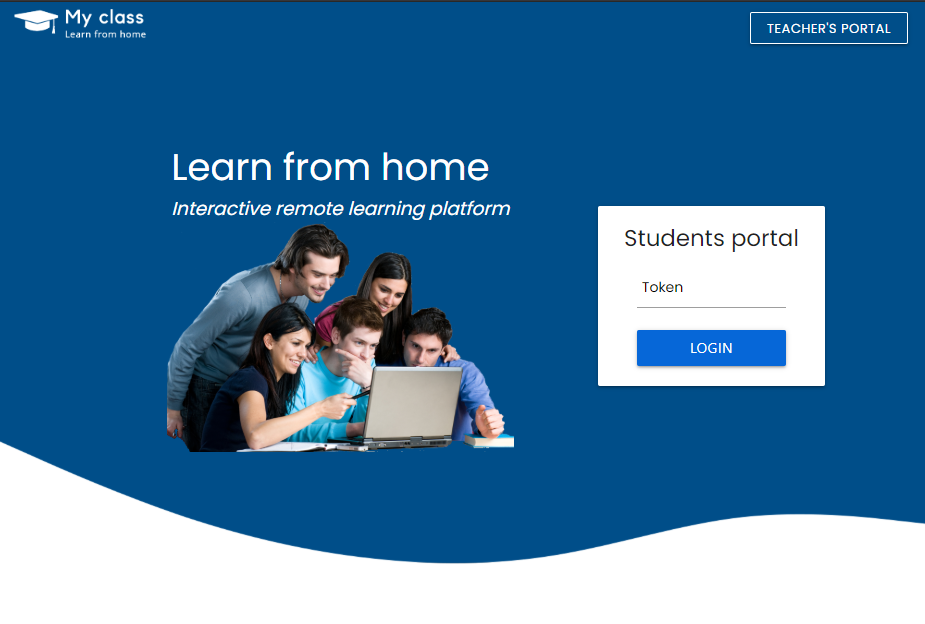 My class
Learn from home
TEACHER'S PORTAL
Learn from home
Interactive remote learning platform
Students portal
Token
LOGIN